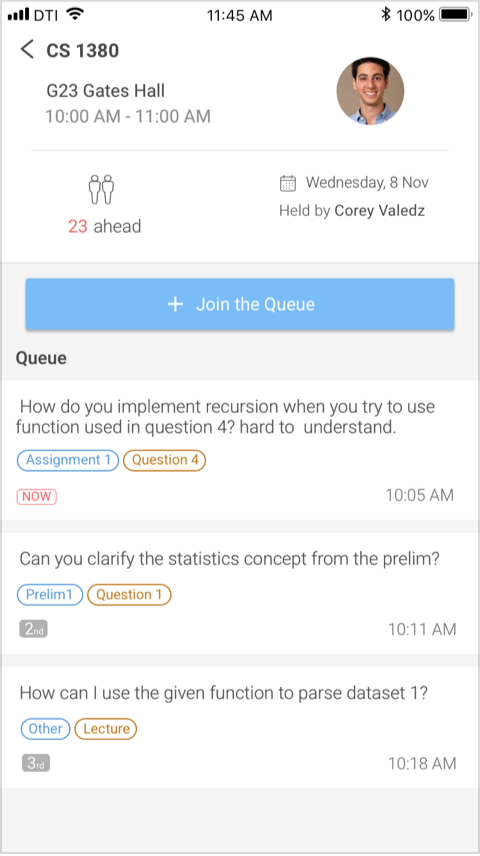 DTI 11:45 AM 100%
CS 1380
G23 Gates Hall
10:00 AM - 11:00 AM
23 ahead
Wednesday, 8 Nov
Held by Corey Valedz
+ Join the Queue
Queue
How do you implement recursion when you try to use
function used in question 4? hard to understand.
Assignment 1 Question 4
NOW 10:05 AM
Can you clarify the statistics concept from the prelim?
Prelim1 Question 1
2nd 10:11 AM
How can I use the given function to parse dataset 1?
Other Lecture
3rd 10:18 AM